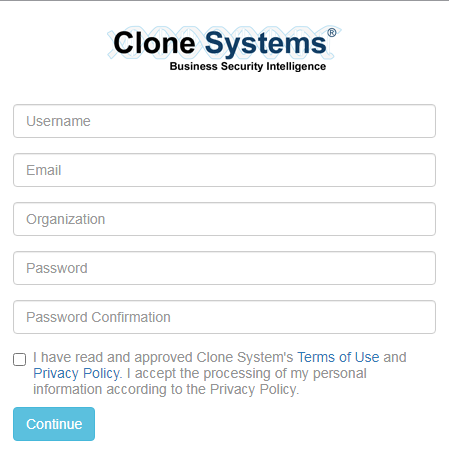 Clone Systems®
Business Security Intelligence
Username
Email
Organization
Password
Password Confirmation
I have read and approved Clone System's Terms of Use and
Privacy Policy. I accept the processing of my personal
information according to the Privacy Policy.
Continue